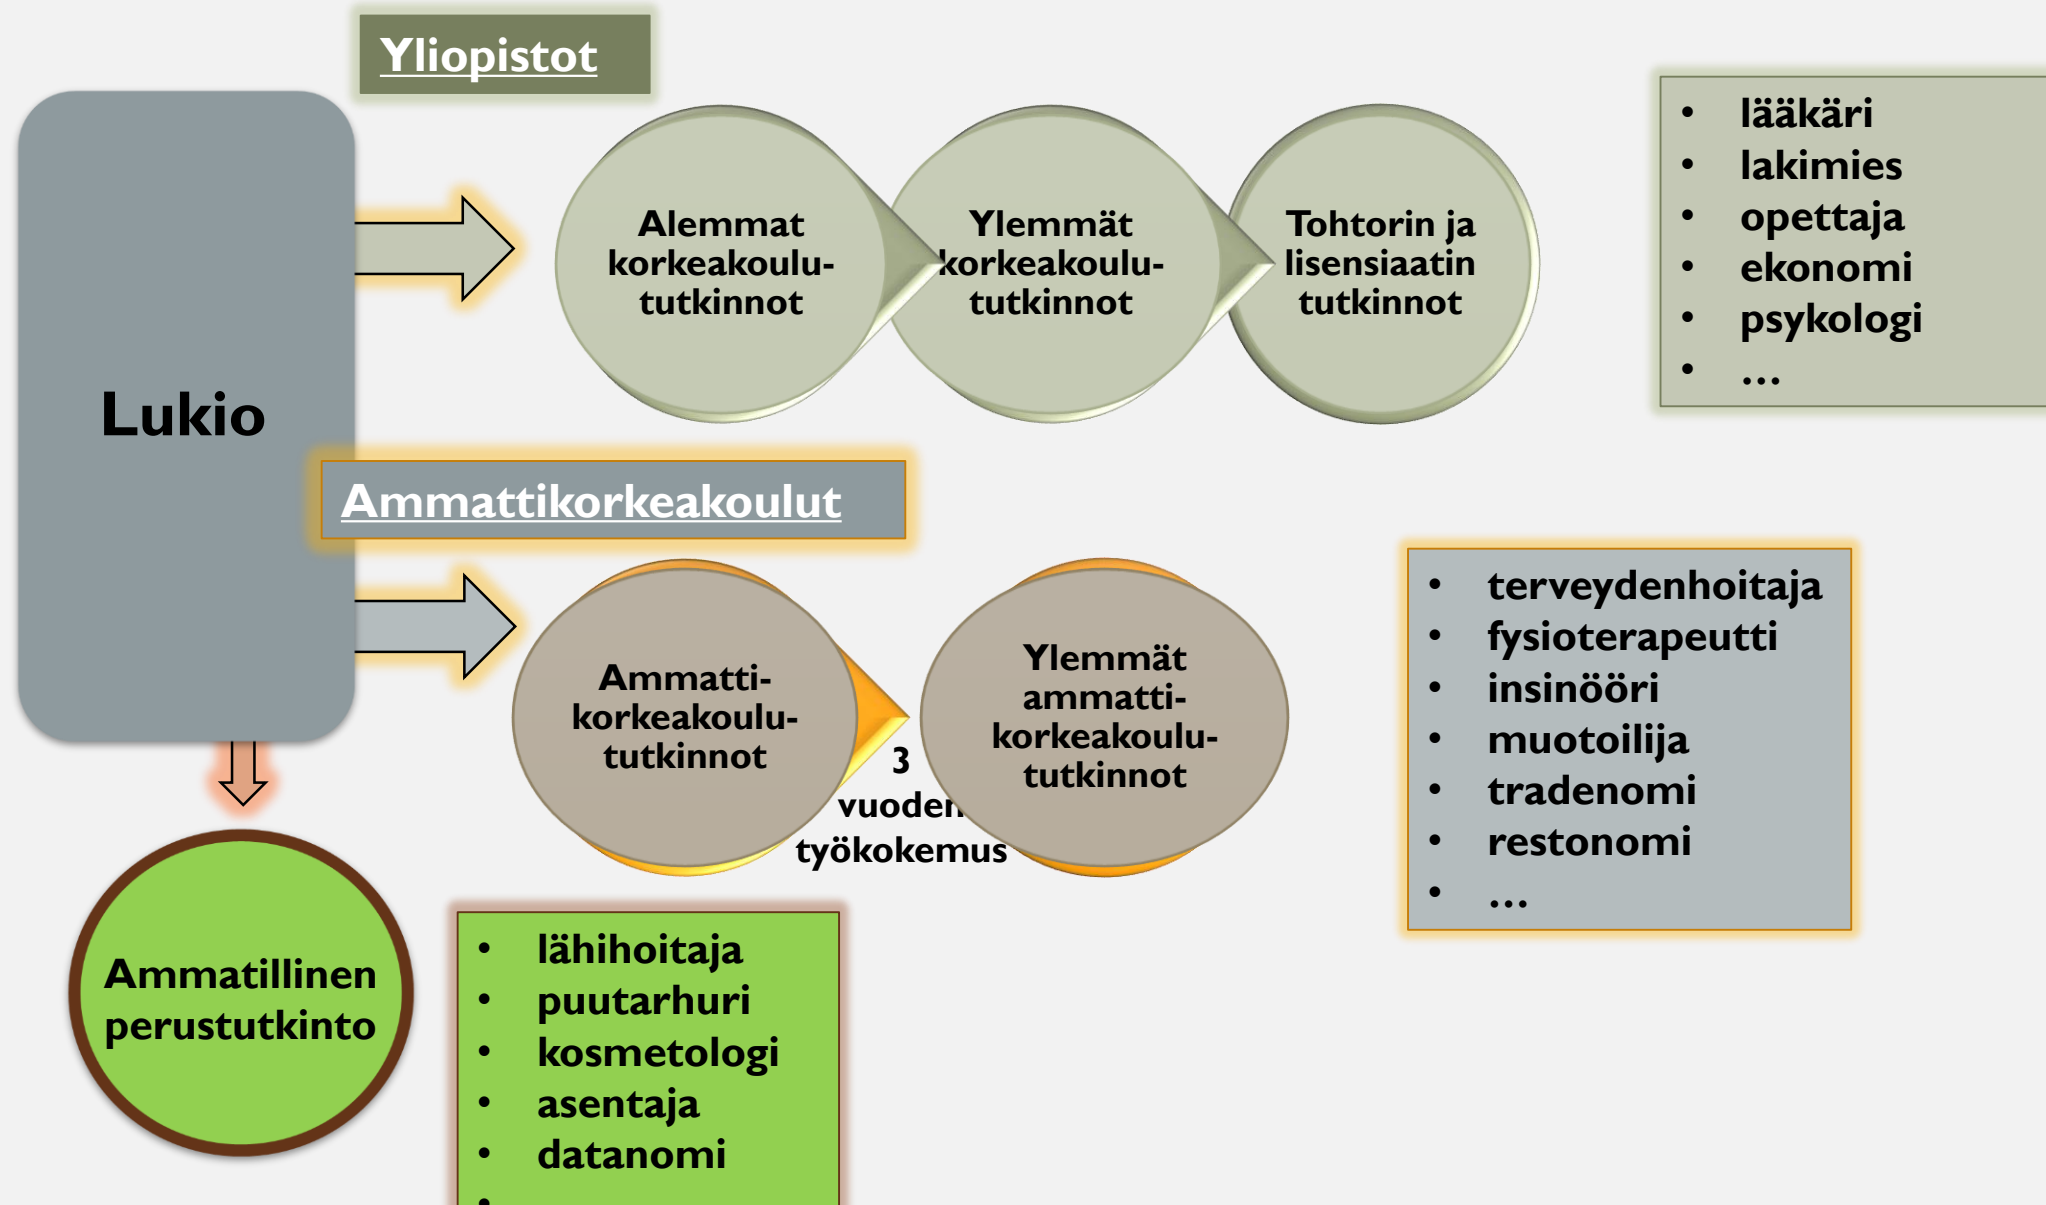 Yliopistot
Lukio
Alemmat
korkeakoulu-
tutkinnot
Ylemmät
korkeakoulu-
tutkinnot
Tohtorin ja
lisensiaatin
tutkinnot
• lääkäri
• lakimies
• opettaja
• ekonomi
• psykologi
• …
Ammattikorkeakoulut
Ammatti-
korkeakoulu-
tutkinnot
3
vuoden
työkokemus
Ylemmät
ammatti-
korkeakoulu-
tutkinnot
• terveydenhoitaja
• fysioterapeutti
• insinööri
• muotoilija
• tradenomi
• restonomi
• …
Ammatillinen
perustutkinto
• lähihoitaja
• puutarhuri
• kosmetologi
• asentaja
• datanomi
•